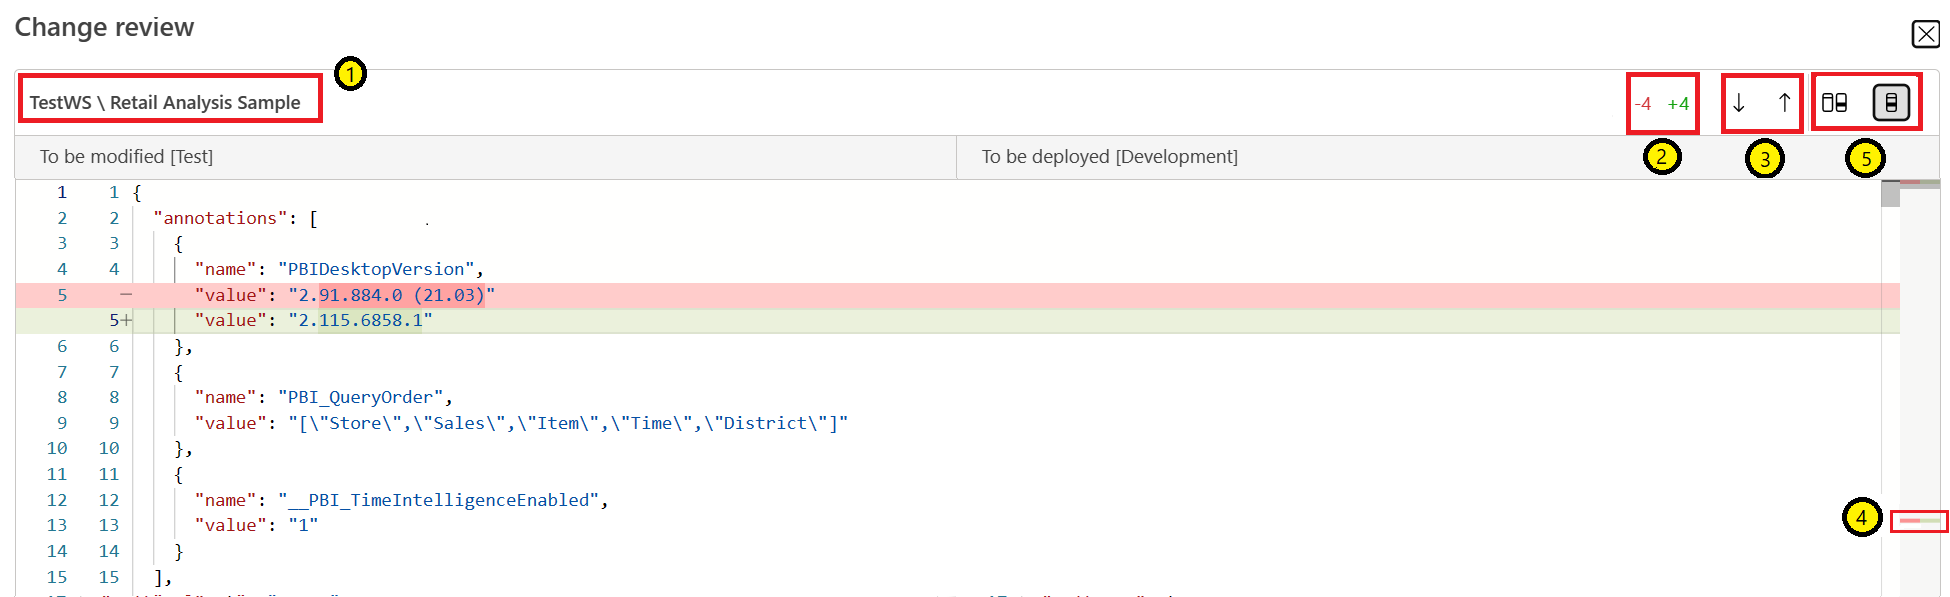 Change review
1
TestWS \ Retail Analysis Sample
-4 +4
To be modified [Test] To be deployed [Development]
2 3 5
1 1 {
2 2 "annotations": [
3 3 {
4 4 "name": "PBIDesktopVersion",
5 − "value": "2.91.884.0 (21.03)"
5+ "value": "2.115.6858.1"
6 6 },
7 7 {
8 8 "name": "PBI_QueryOrder",
9 9 "value": "[\"Store\",\"Sales\",\"Item\",\"Time\",\"District\"]"
10 10 },
11 11 {
12 12 "name": "__PBI_TimeIntelligenceEnabled",
13 13 "value": "1"
4
14 14 }
15 15 ],